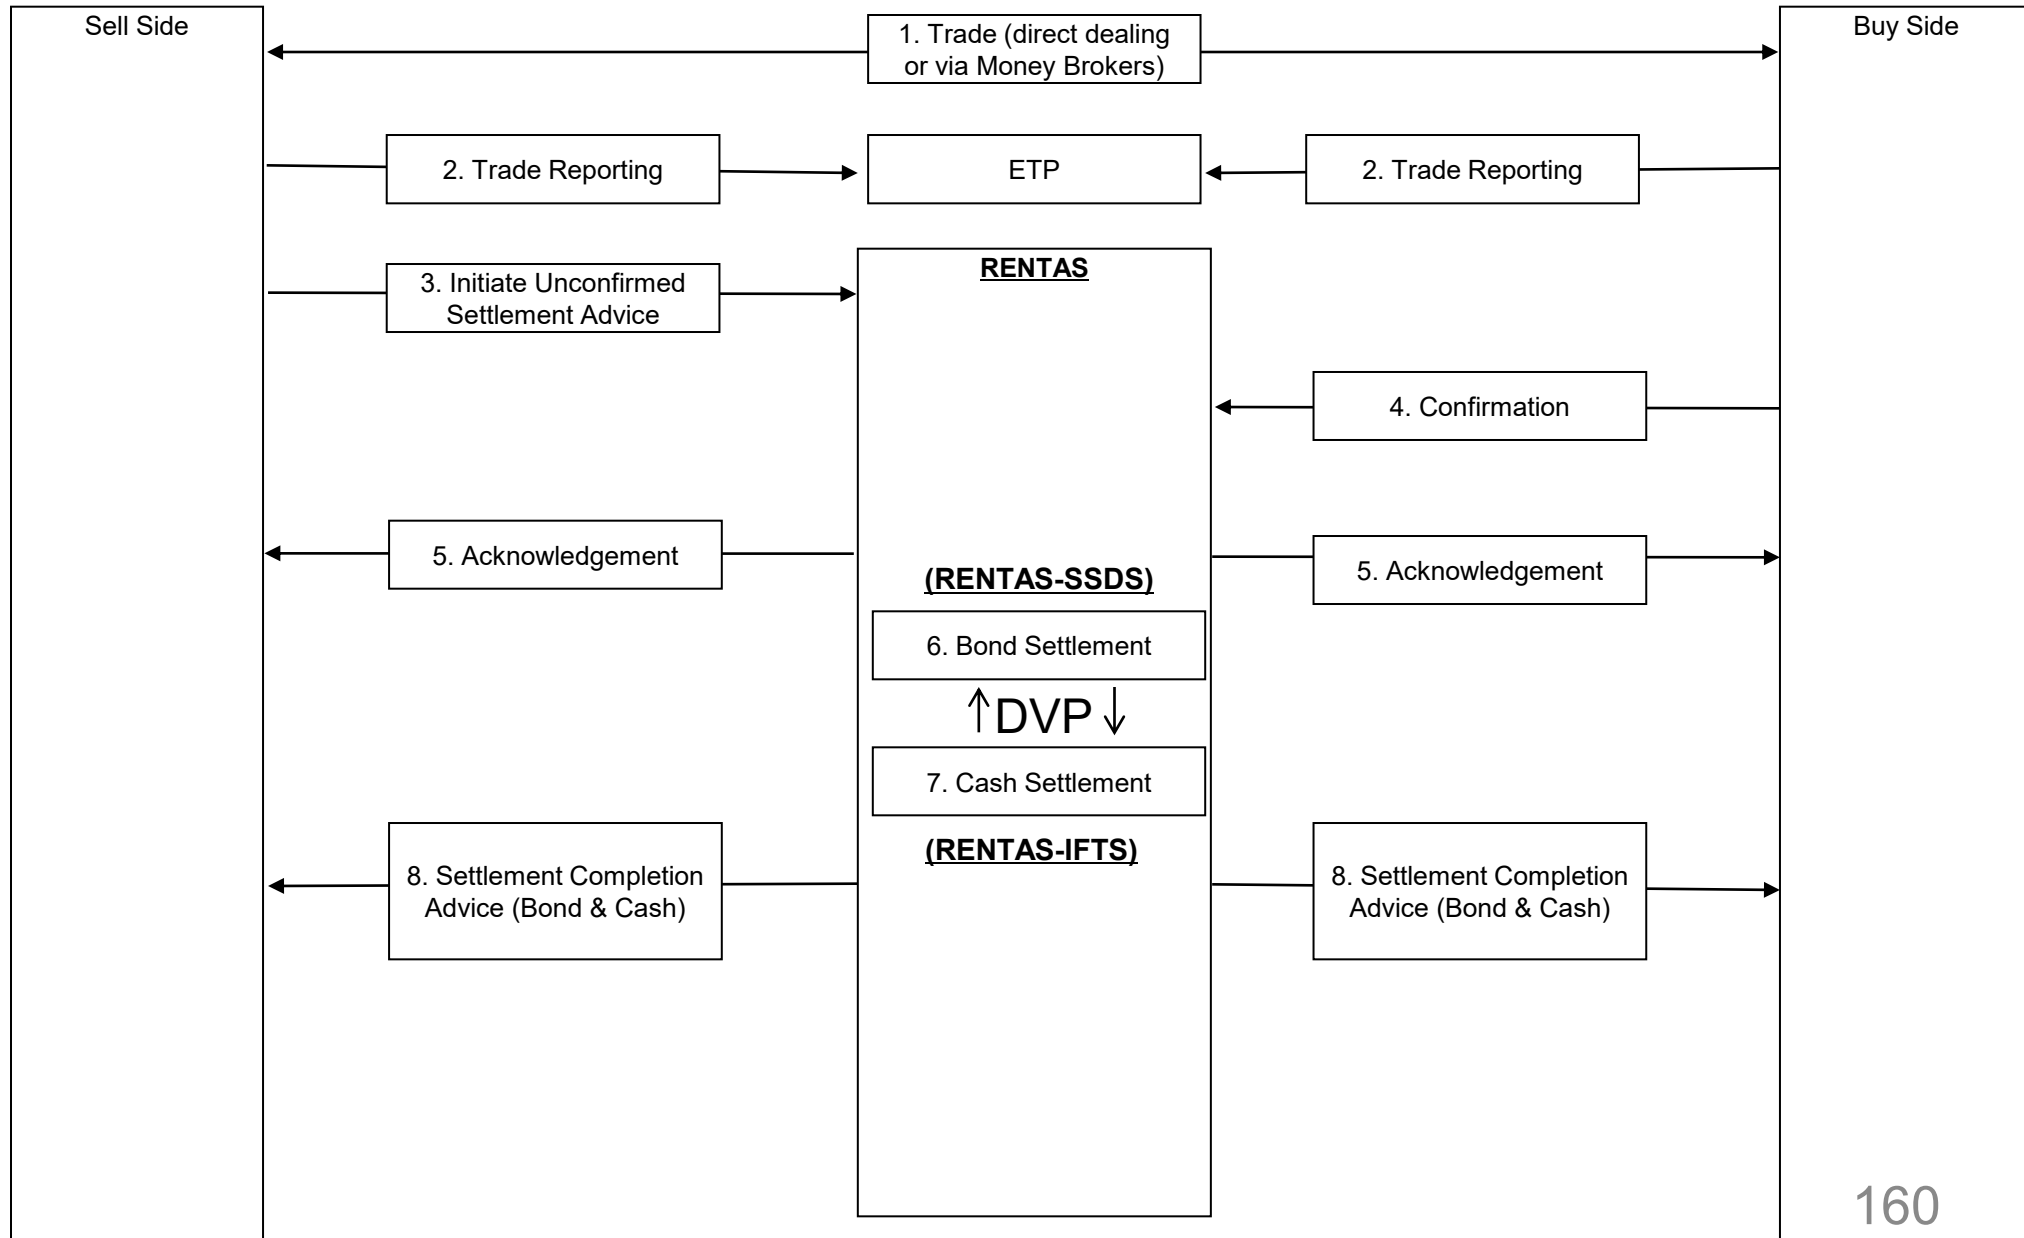 Sell Side
1. Trade (direct dealing
or via Money Brokers)
Buy Side
2. Trade Reporting
ETP
2. Trade Reporting
RENTAS
3. Initiate Unconfirmed
Settlement Advice
4. Confirmation
5. Acknowledgement
5. Acknowledgement
(RENTAS-SSDS)
6. Bond Settlement
↑DVP↓
7. Cash Settlement
(RENTAS-IFTS)
8. Settlement Completion
Advice (Bond & Cash)
8. Settlement Completion
Advice (Bond & Cash)
160